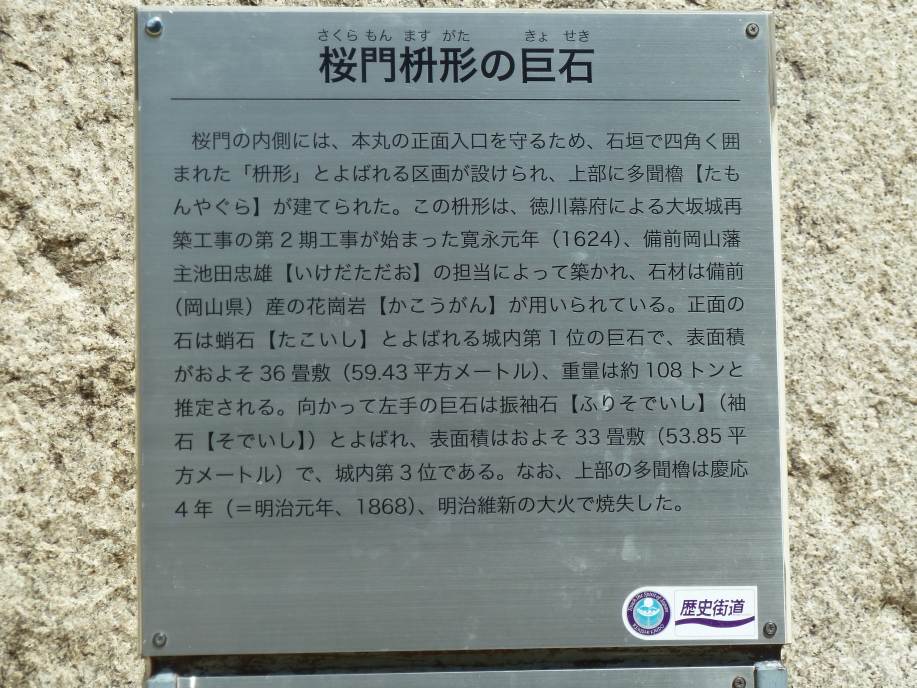 さくら もん ます がた きょ せき
桜門枡形の巨石
桜門の内側には、本丸の正面入口を守るため、石垣で四角く囲
まれた「枡形」とよばれる区画が設けられ、上部に多聞櫓【たも
んやぐら】が建てられた。この枡形は、徳川幕府による大坂城再
築工事の第2期工事が始まった寛永元年（1624）、備前岡山藩
主池田忠雄【いけだただお】の担当によって築かれ、石材は備前
（岡山県）産の花崗岩【かこうがん】が用いられている。正面の
石は蛸石【たこいし】とよばれる城内第1位の巨石で、表面積
がおよそ36畳敷（59.43平方メートル）、重量は約108トンと
推定される。向かって左手の巨石は振袖石【ふりそでいし】（袖
石【そでいし】）とよばれ、表面積はおよそ33畳敷（53.85平
方メートル）で、城内第3位である。なお、上部の多聞櫓は慶応
4年（＝明治元年、1868）、明治維新の大火で焼失した。
歴史街道